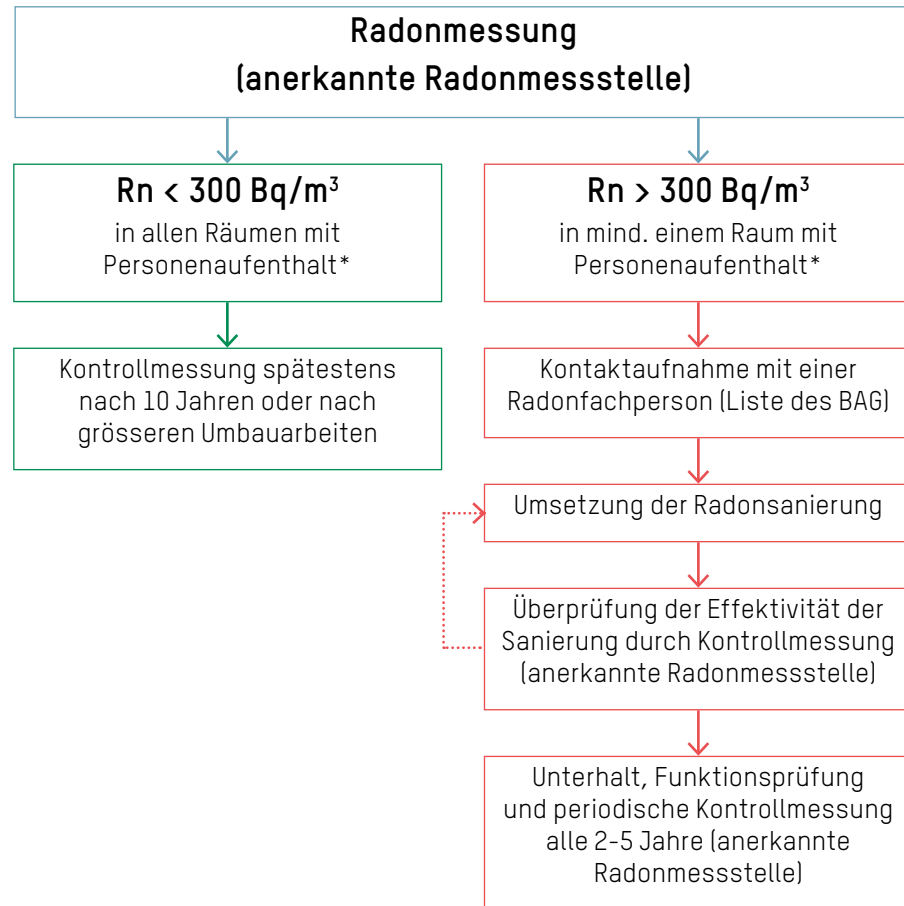 Radonmessung
(anerkannte Radonmessstelle)
Rn < 300 Bq/m³
in allen Räumen mit
Personenaufenthalt*
Kontrollmessung spätestens
nach 10 Jahren oder nach
grösseren Umbauarbeiten
Rn > 300 Bq/m³
in mind. einem Raum mit
Personenaufenthalt*
Kontaktaufnahme mit einer
Radonfachperson (Liste des BAG)
Umsetzung der Radonsanierung
Überprüfung der Effektivität der
Sanierung durch Kontrollmessung
(anerkannte Radonmessstelle)
Unterhalt, Funktionsprüfung
und periodische Kontrollmessung
alle 2-5 Jahre (anerkannte
Radonmessstelle)